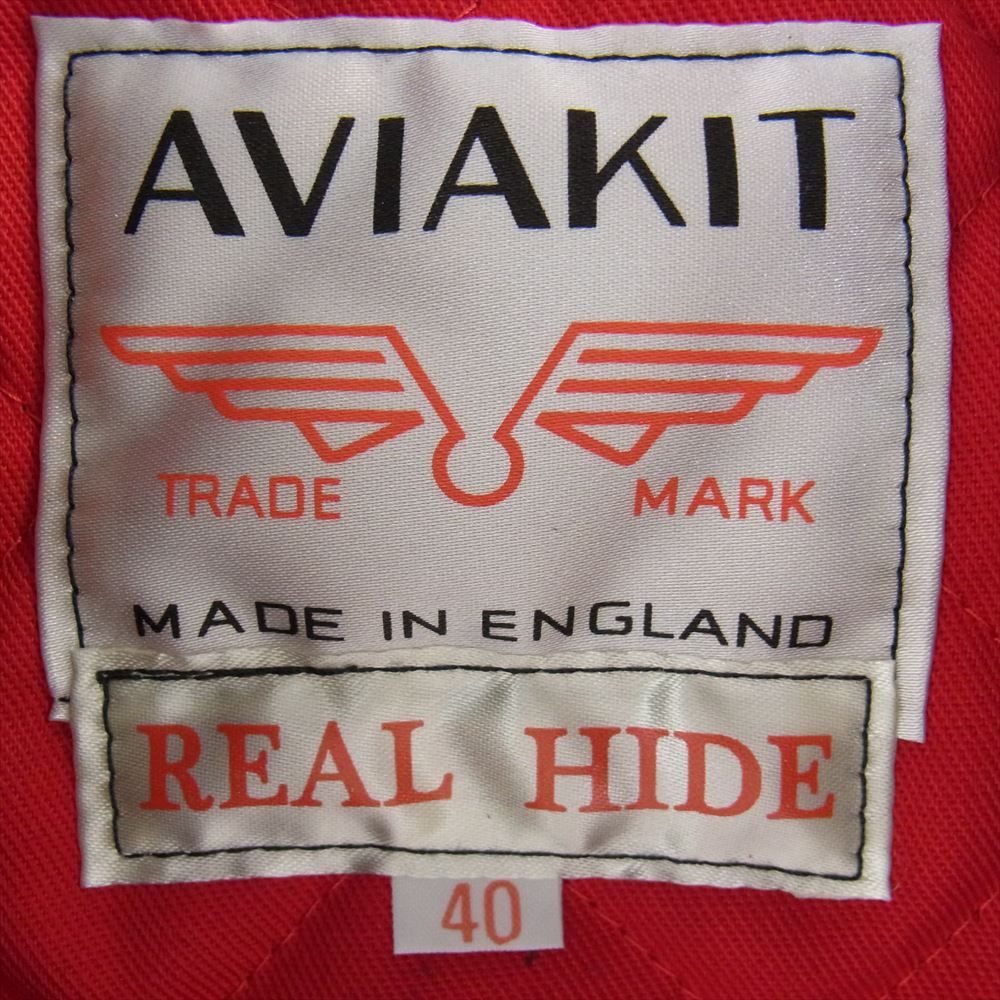 AVIAKIT
TRADE MARK
MADE IN ENGLAND
REAL HIDE
40